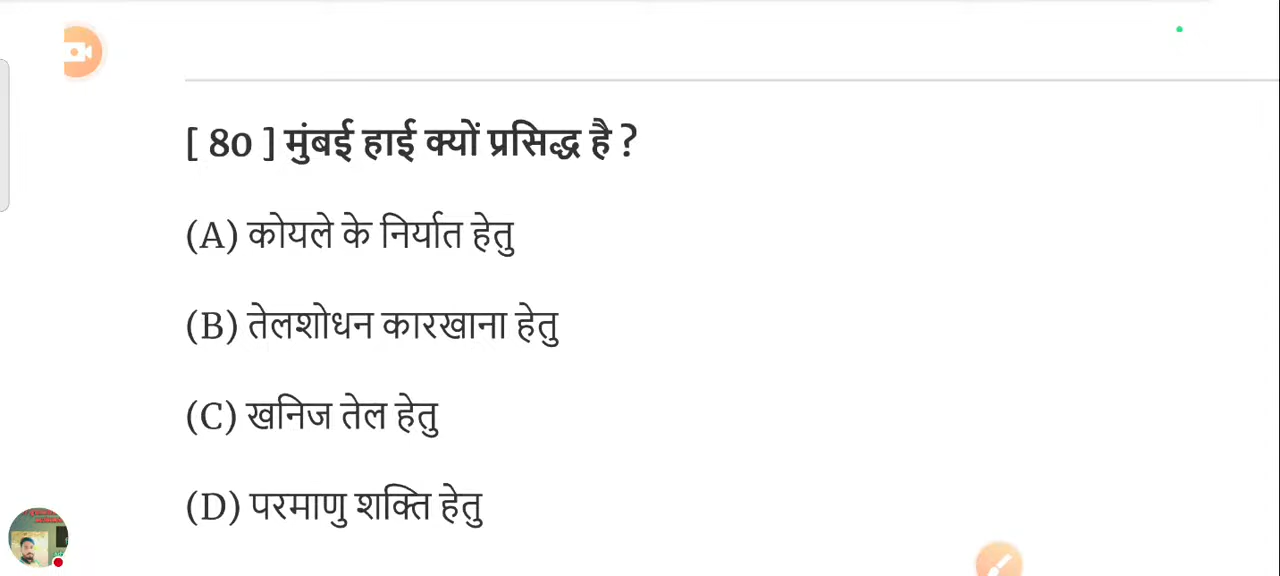 [ 80 ] मुंबई हाई क्यों प्रसिद्ध है ?
(A) कोयले के निर्यात हेतु
(B) तेलशोधन कारखाना हेतु
(C) खनिज तेल हेतु
(D) परमाणु शक्ति हेतु